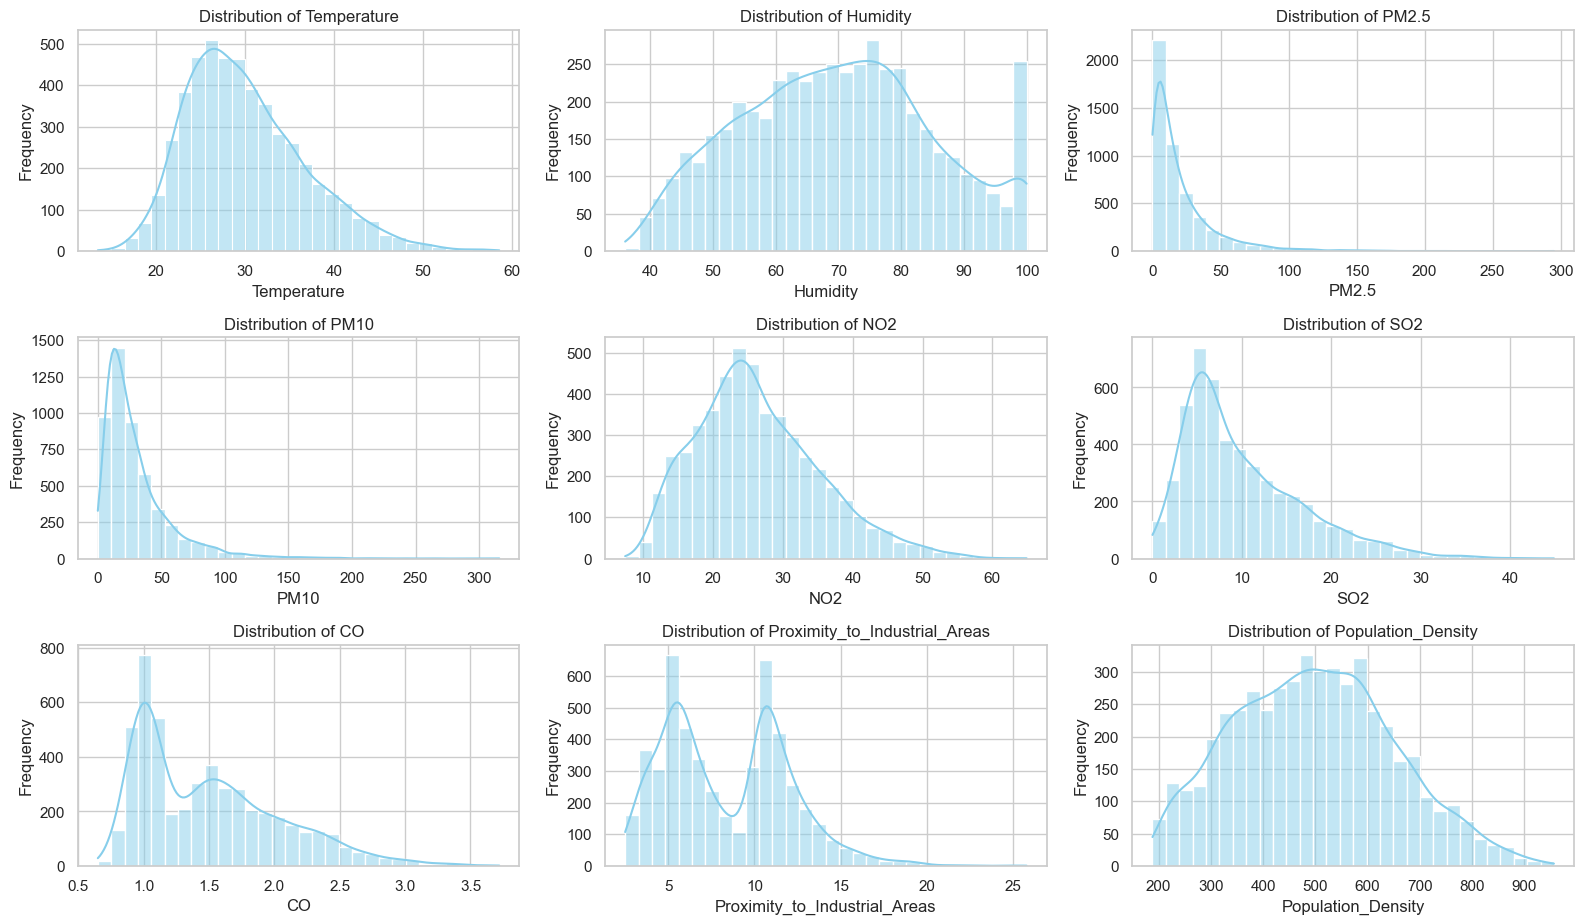 Distribution of Temperature
Frequency
500
400
300
200
100
0
20 30 40 50 60
Temperature
Distribution of Humidity
Frequency
250
200
150
100
50
0
40 50 60 70 80 90 100
Humidity
Distribution of PM2.5
Frequency
2000
1500
1000
500
0
0 50 100 150 200 250 300
PM2.5
Distribution of PM10
Frequency
1500
1250
1000
750
500
250
0
0 50 100 150 200 250 300
PM10
Distribution of NO2
Frequency
500
400
300
200
100
0
10 20 30 40 50 60
NO2
Distribution of SO2
Frequency
600
400
200
0
0 10 20 30 40
SO2
Distribution of CO
Frequency
800
600
400
200
0
0.5 1.0 1.5 2.0 2.5 3.0 3.5
CO
Distribution of Proximity_to_Industrial_Areas
Frequency
600
500
400
300
200
100
0
5 10 15 20 25
Proximity_to_Industrial_Areas
Distribution of Population_Density
Frequency
300
250
200
150
100
50
0
200 300 400 500 600 700 800 900
Population_Density